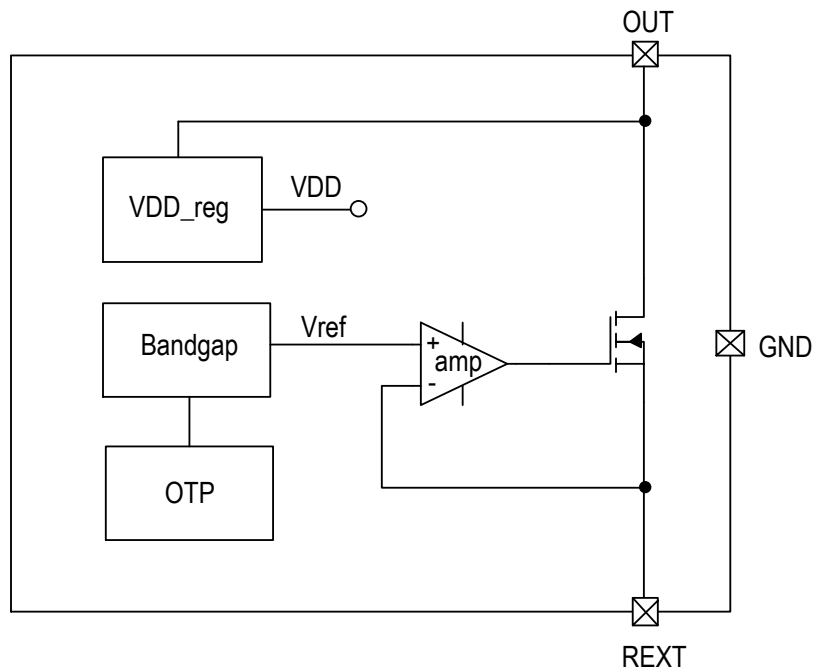 OUT
VDD_reg
VDD
Bandgap
Vref
+
amp
-
GND
OTP
REXT